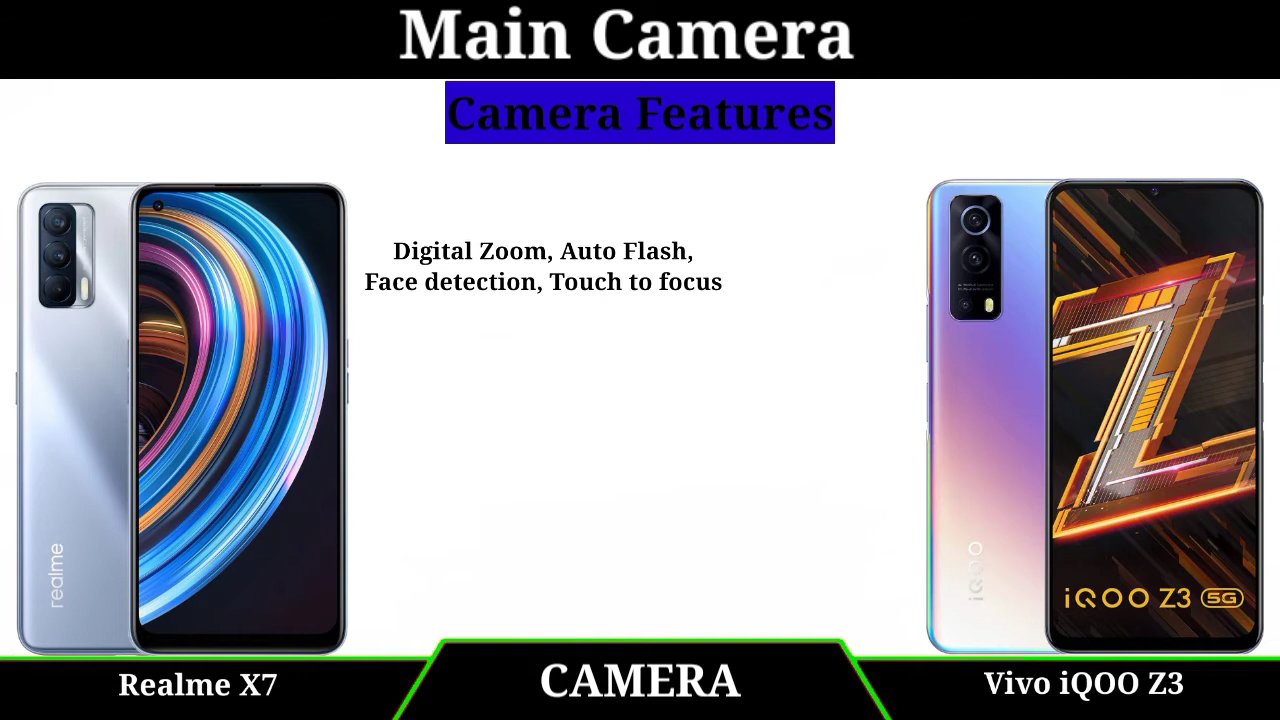 Main Camera
Camera Features
Digital Zoom, Auto Flash,
Face detection, Touch to focus
realme
iQOO
iQOO Z3 5G
Realme X7
CAMERA
Vivo iQOO Z3